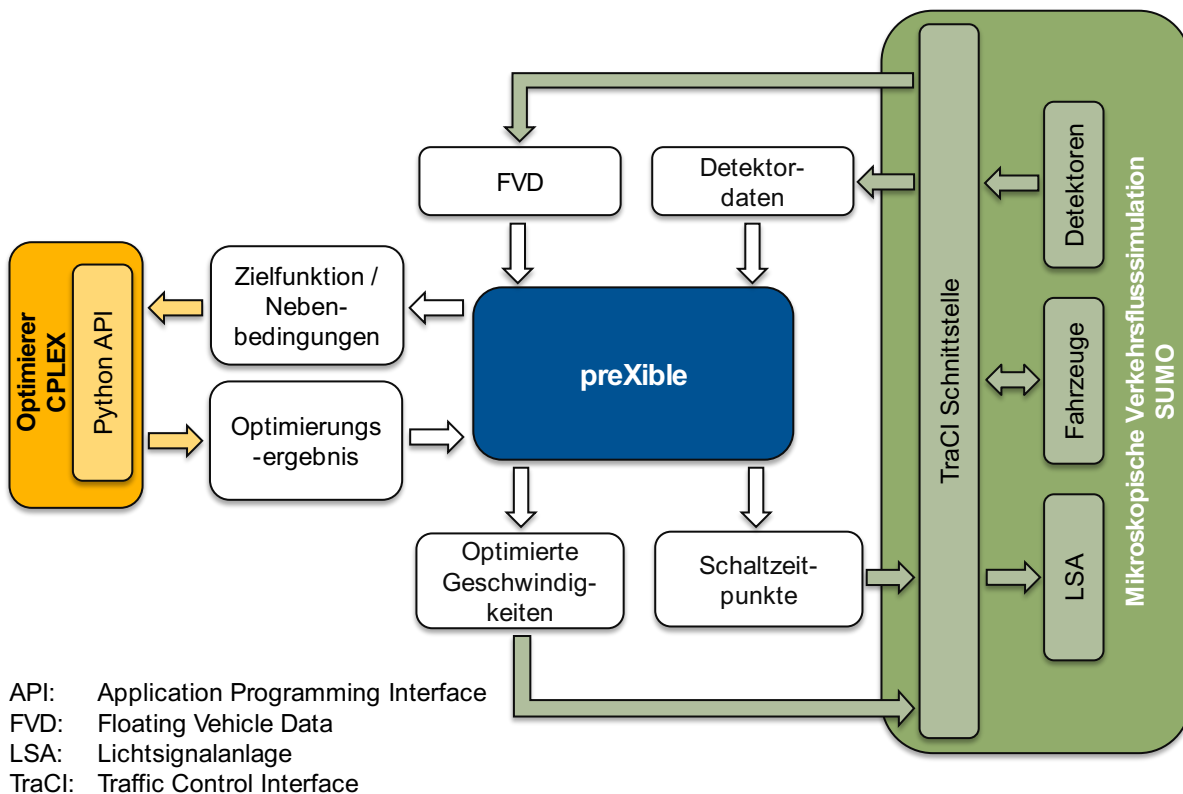 FVD
Detektor-
daten
Zielfunktion /
Neben-
bedingungen
Optimierer
CPLEX
Python API
preXible
Optimierungs
-ergebnis
Optimierte
Geschwindig-
keiten
Schaltzeit-
punkte
TraCI Schnittstelle
Detektoren
Fahrzeuge
LSA
Mikroskopische Verkehrsflusssimulation
SUMO
API: Application Programming Interface
FVD: Floating Vehicle Data
LSA: Lichtsignalanlage
TraCI: Traffic Control Interface